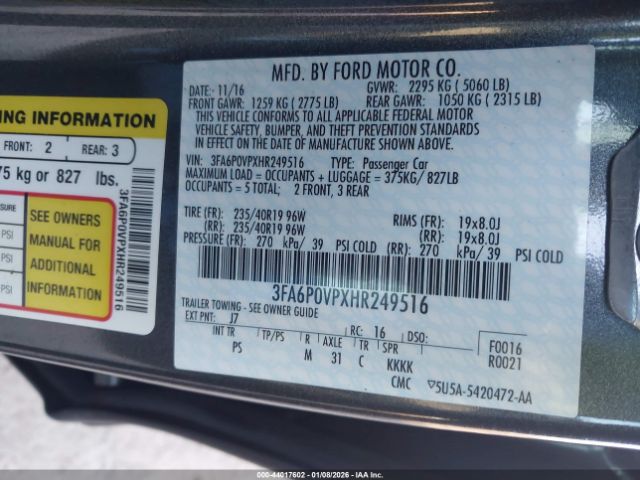 MFD. BY FORD MOTOR CO.
DATE: 11/16 GVWR: 2295 KG ( 5060 LB)
FRONT GAWR: 1259 KG ( 2775 LB) REAR GAWR: 1050 KG ( 2315 LB)
THIS VEHICLE CONFORMS TO ALL APPLICABLE FEDERAL MOTOR
VEHICLE SAFETY, BUMPER, AND THEFT PREVENTION STANDARDS
IN EFFECT ON THE DATE OF MANUFACTURE SHOWN ABOVE.
VIN: 3FA6P0VPXHR249516 TYPE: Passenger Car
MAXIMUM LOAD = OCCUPANTS + LUGGAGE = 375KG/ 827LB
OCCUPANTS = 5 TOTAL; 2 FRONT, 3 REAR
TIRE (FR): 235/40R19 96W RIMS (FR): 19x8.0J
(RR): 235/40R19 96W (RR): 19x8.0J
PRESSURE (FR): 270 kPa/ 39 PSI COLD (RR): 270 kPa/ 39 PSI COLD
3FA6P0VPXHR249516
TRAILER TOWING - SEE OWNER GUIDE
EXT PNT: J7 RC: 16 DSO: F0016
INT TR TP/PS R AXLE TR SPR R0021
PS M 31 C KKKK
CMC 5U5A-5420472-AA
ING INFORMATION
FRONT: 2 REAR: 3
75 kg or 827 lbs.
SURE
PSI
PSI
PSI
SEE OWNERS
MANUAL FOR
ADDITIONAL
INFORMATION
3FA6P0VPXHR249516
000-44017602 - 01/08/2026 - IAAI Inc.